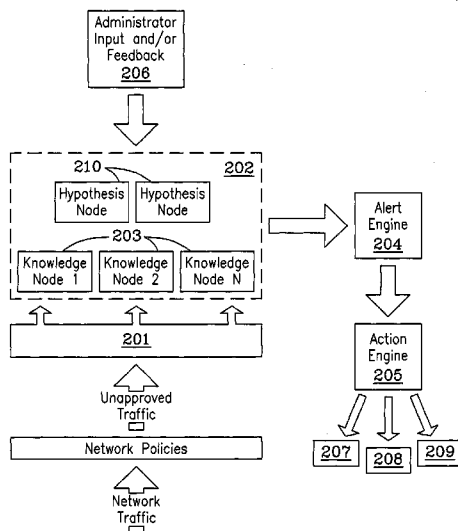 Administrator
Input and/or
Feedback
206
210
202
Hypothesis
Node
Hypothesis
Node
203
Knowledge
Node 1
Knowledge
Node 2
Knowledge
Node N
Alert
Engine
204
201
Action
Engine
205
Unapproved
Traffic
207
208
209
Network Policies
Network
Traffic